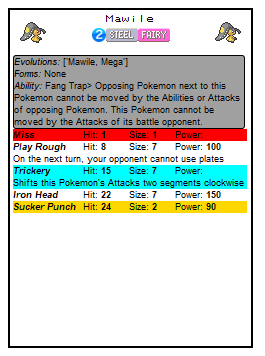 Mawile
2 STEEL FAIRY
Evolutions: ['Mawile, Mega']
Forms: None
Ability: Fang Trap> Opposing Pokemon next to this
Pokemon cannot be moved by the Abilities or Attacks
of opposing Pokemon. This Pokemon cannot be
moved by the Attacks of its battle opponent.
Miss Hit: 1 Size: 1 Power:
Play Rough Hit: 8 Size: 7 Power: 100
On the next turn, your opponent cannot use plates
Trickery Hit: 15 Size: 7 Power:
Shifts this Pokemon's Attacks two segments clockwise
Iron Head Hit: 22 Size: 7 Power: 150
Sucker Punch Hit: 24 Size: 2 Power: 90